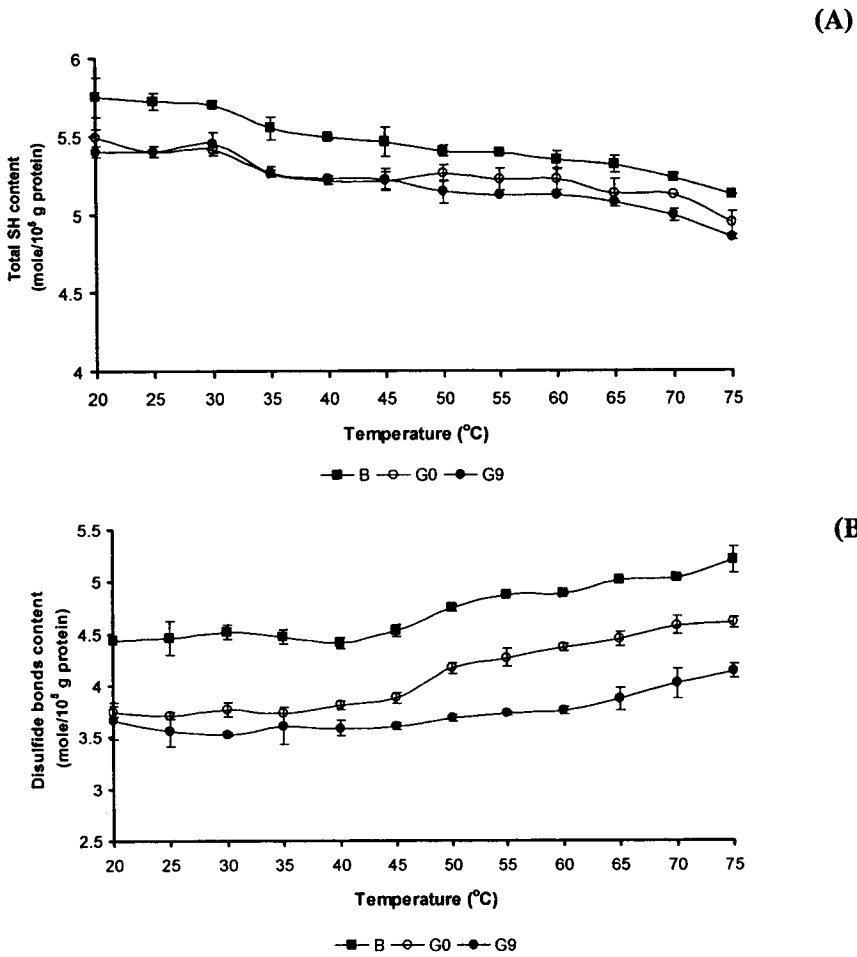 (A)
6
5.5
5
4.5
4
Total SH content
(mole/10⁵ g protein)
20 25 30 35 40 45 50 55 60 65 70 75
Temperature (°C)
B G0 G9
(B
5.5
5
4.5
4
3.5
3
2.5
Disulfide bonds content
(mole/10⁵ g protein)
20 25 30 35 40 45 50 55 60 65 70 75
Temperature (°C)
B G0 G9